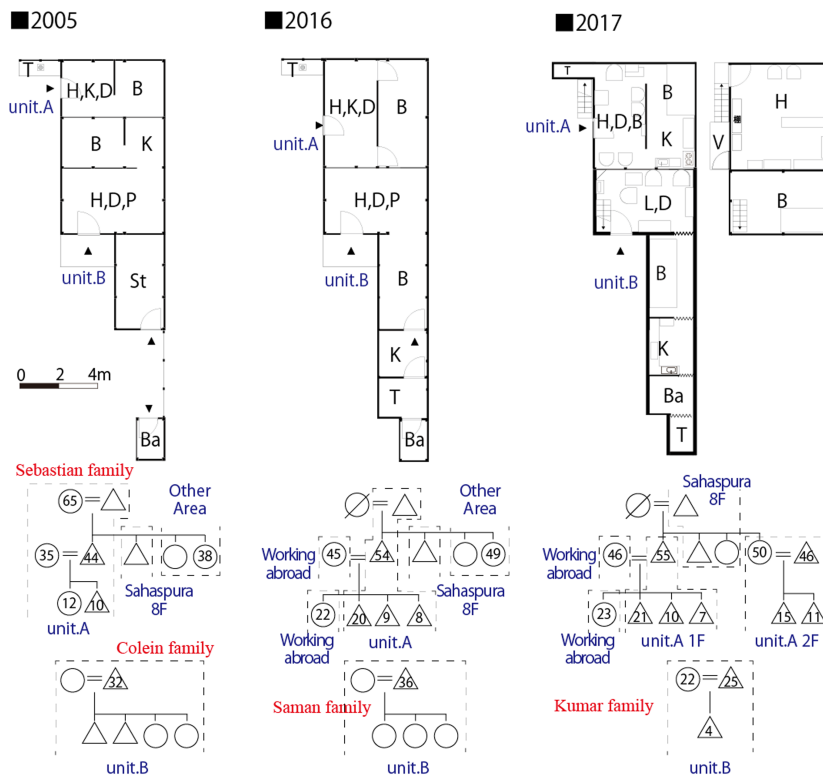 ■2005
■2016
■2017
T
H,K,D
B
unit.A
B
K
H,D,P
unit.B
St
Ba
0 2 4m
T
H,K,D
B
unit.A
H,D,P
unit.B
B
K
T
Ba
T
B
H,D,B
K
unit.A
L,D
unit.B
B
K
Ba
T
H
V
B
Sebastian family
Other
Area
65
35
44
38
12
10
Sahaspura
8F
unit.A
Colein family
32
unit.B
Other
Area
Working
abroad
45
54
49
Sahaspura
8F
22
20
9
8
Working
abroad
unit.A
Saman family
36
unit.B
Sahaspura
8F
Working
abroad
46
55
50
46
23
21
10
7
15
11
Working
abroad
unit.A 1F
unit.A 2F
Kumar family
22
25
4
unit.B